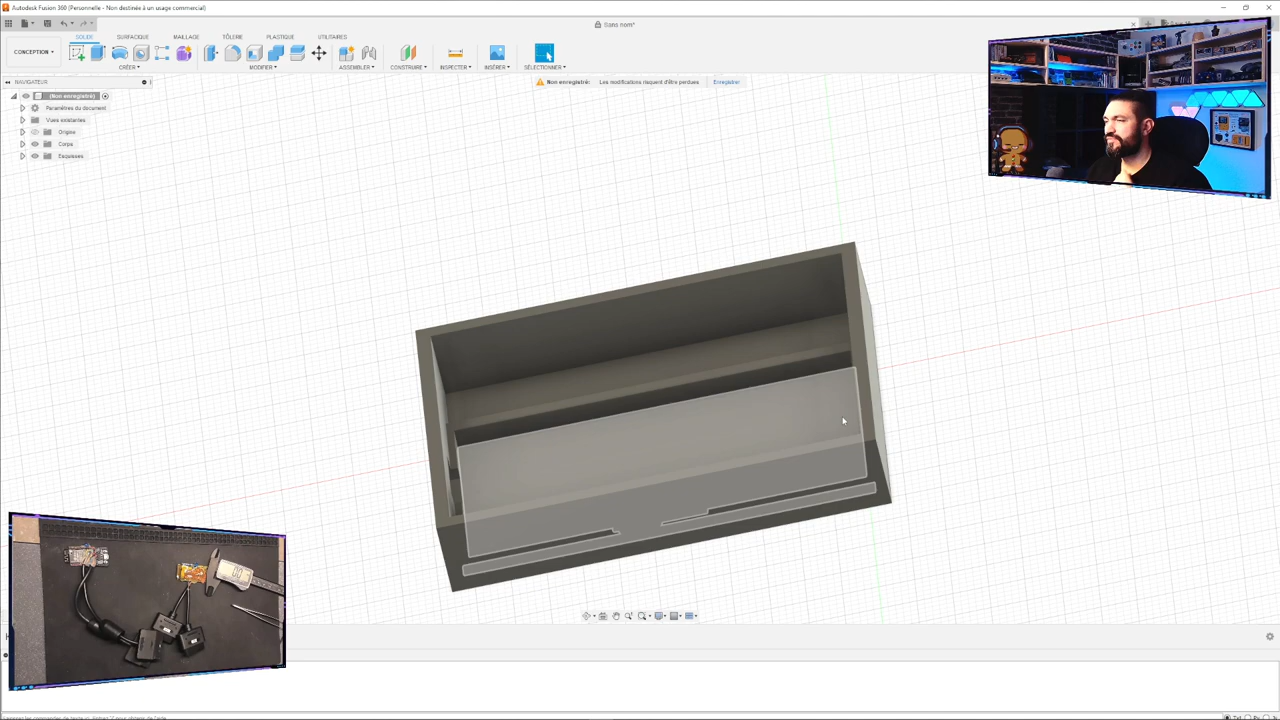 Autodesk Fusion 360 (Personnelle - Non destinée à un usage commercial)
Sans nom*
SOLIDE SURFACIQUE MAILLAGE TÔLERIE PLASTIQUE UTILITAIRES
CONCEPTION
CRÉER MODIFIER ASSEMBLER CONSTRUIRE INSPECTER INSÉRER SÉLECTIONNER
NAVIGATEUR
Non enregistré: Les modifications risquent d'être perdues Enregistrer
(Non enregistré)
Paramètres du document
Vues existantes
Origine
Corps
Esquisses
Txt